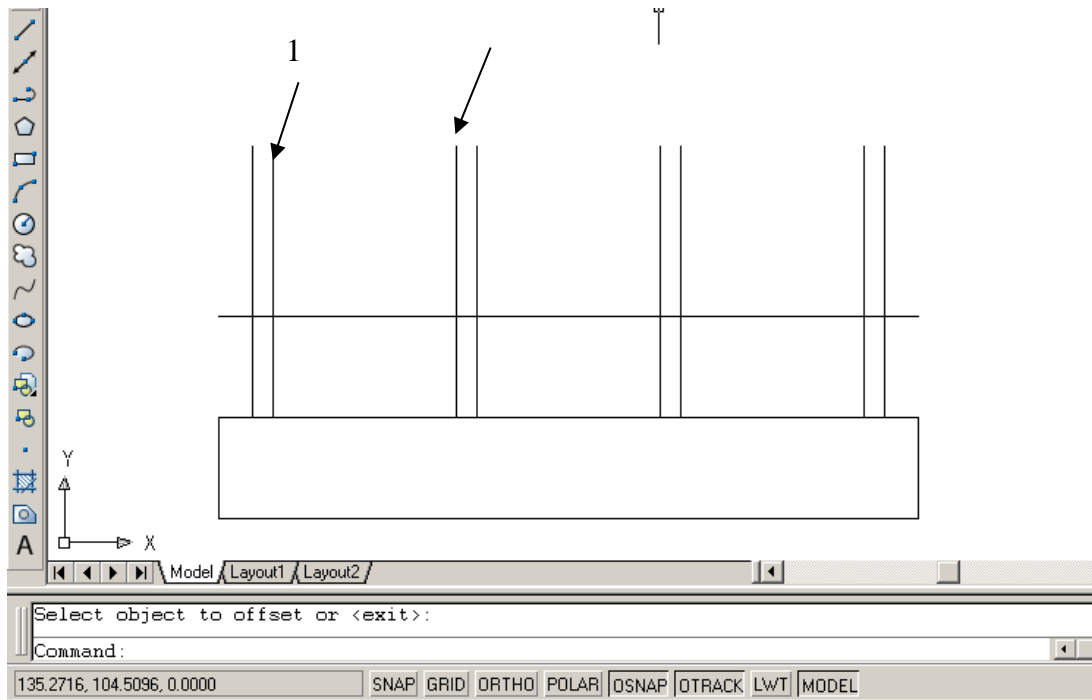 1
Y
X
A
Model Layout1 Layout2
Select object to offset or <exit>:
Command:
135.2716, 104.5096, 0.0000 SNAP GRID ORTHO POLAR OSNAP OTRACK LWT MODEL